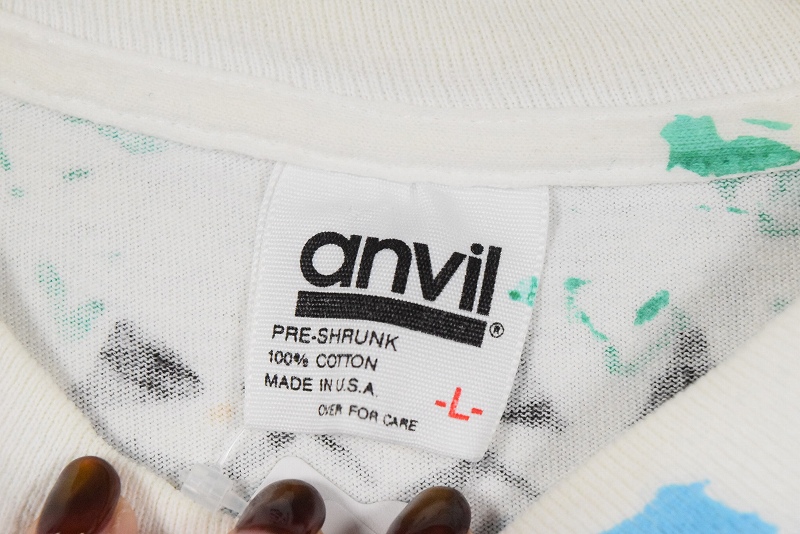 anvil®
PRE-SHRUNK
100% COTTON
MADE IN U.S.A.
-L-
OVER FOR CARE